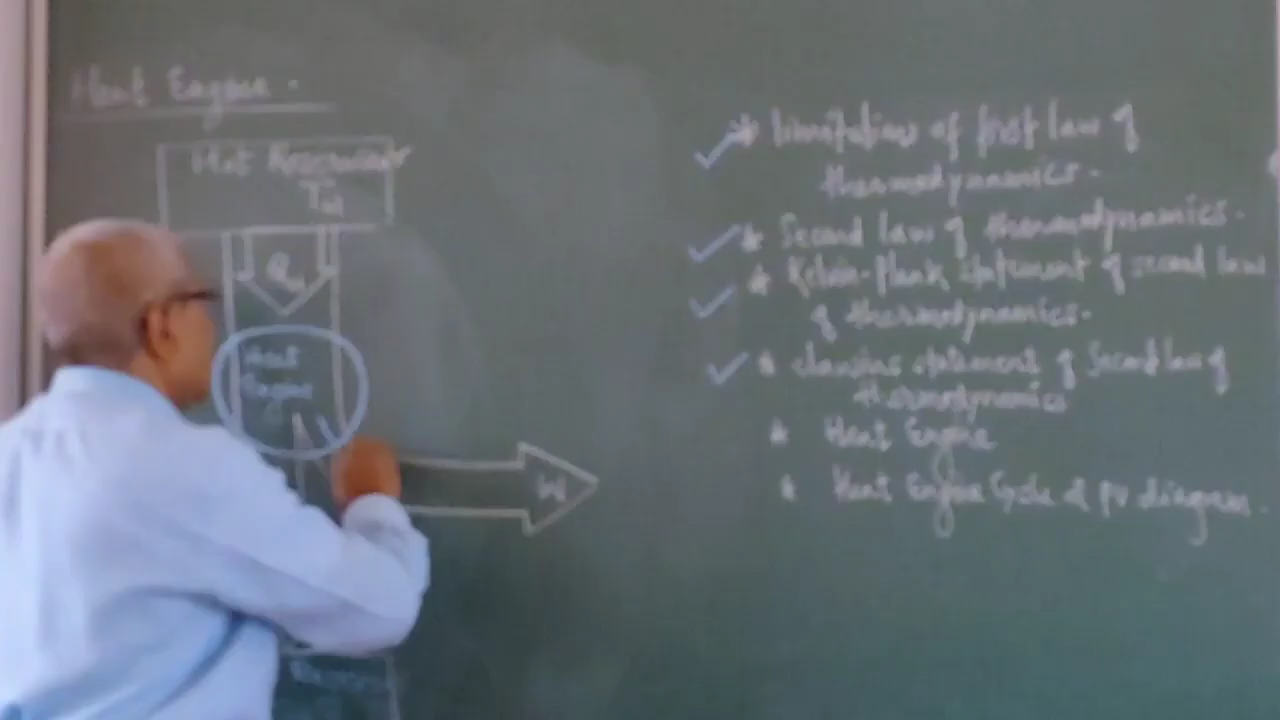 Heat Engine.
Hot Reservoir
TH
QH
Heat
Engine
W
* limitations of first law of
thermodynamics.
* Second law of thermodynamics.
* Kelvin-Plank statement of second law
of thermodynamics.
* clausius statement of Second law of
thermodynamics
* Heat Engine
* Heat Engine Cycle & PV diagram.